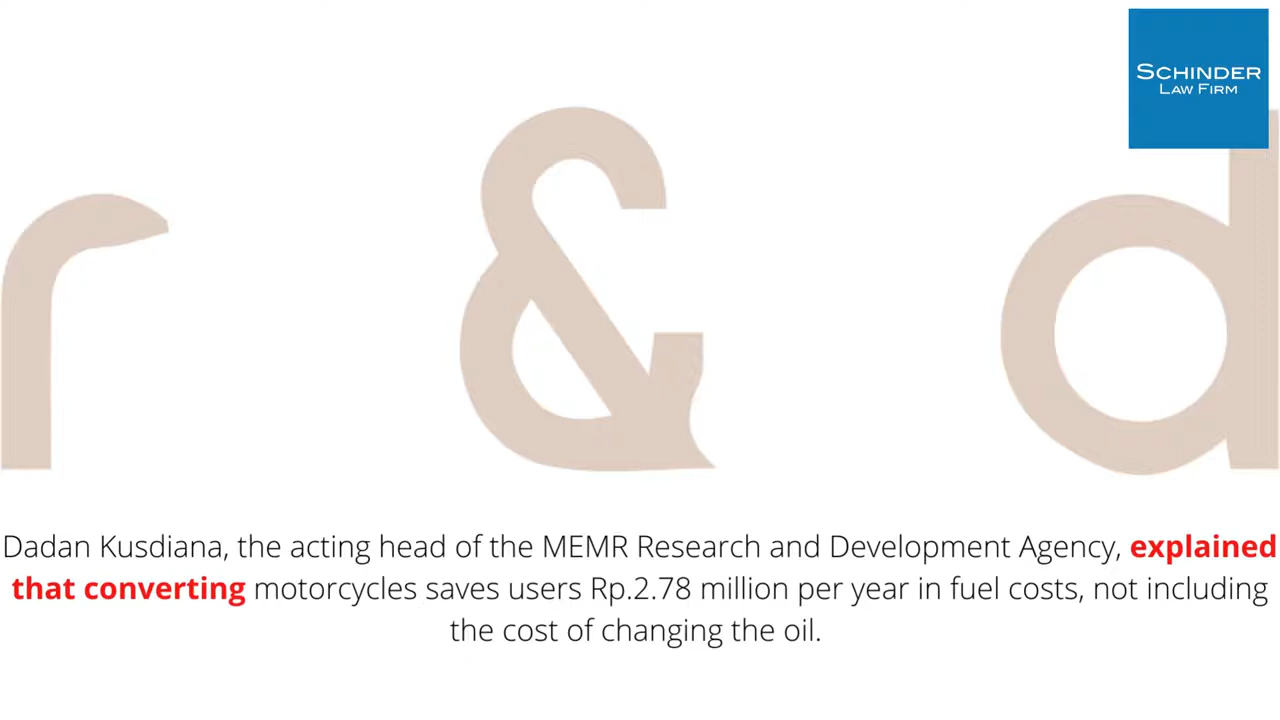 SCHINDER
LAW FIRM
r & d
Dadan Kusdiana, the acting head of the MEMR Research and Development Agency, explained
that converting motorcycles saves users Rp.2.78 million per year in fuel costs, not including
the cost of changing the oil.